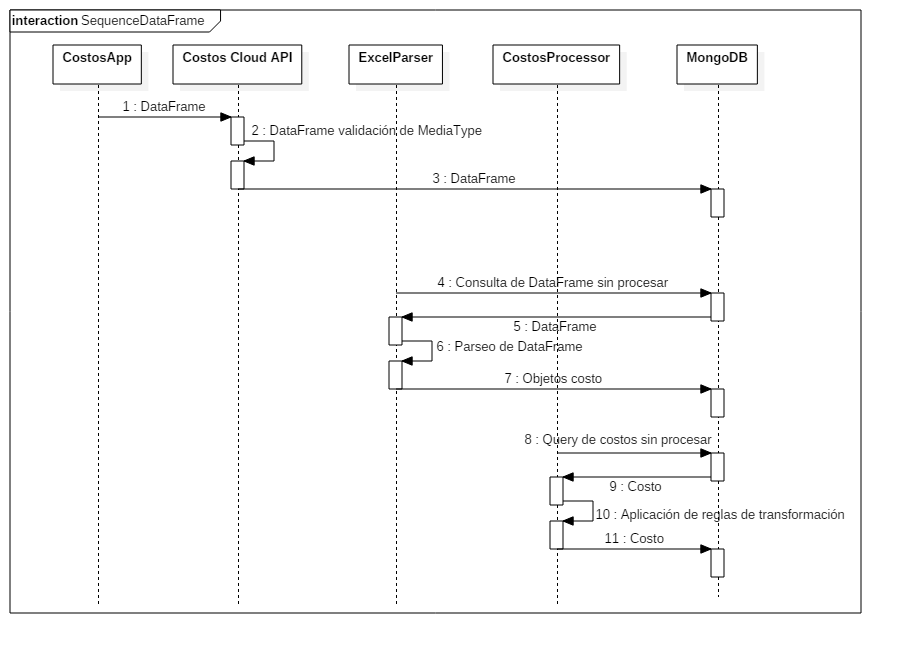 interaction SequenceDataFrame
CostosApp
Costos Cloud API
ExcelParser
CostosProcessor
MongoDB
1 : DataFrame
2 : DataFrame validación de MediaType
3 : DataFrame
4 : Consulta de DataFrame sin procesar
5 : DataFrame
6 : Parseo de DataFrame
7 : Objetos costo
8 : Query de costos sin procesar
9 : Costo
10 : Aplicación de reglas de transformación
11 : Costo